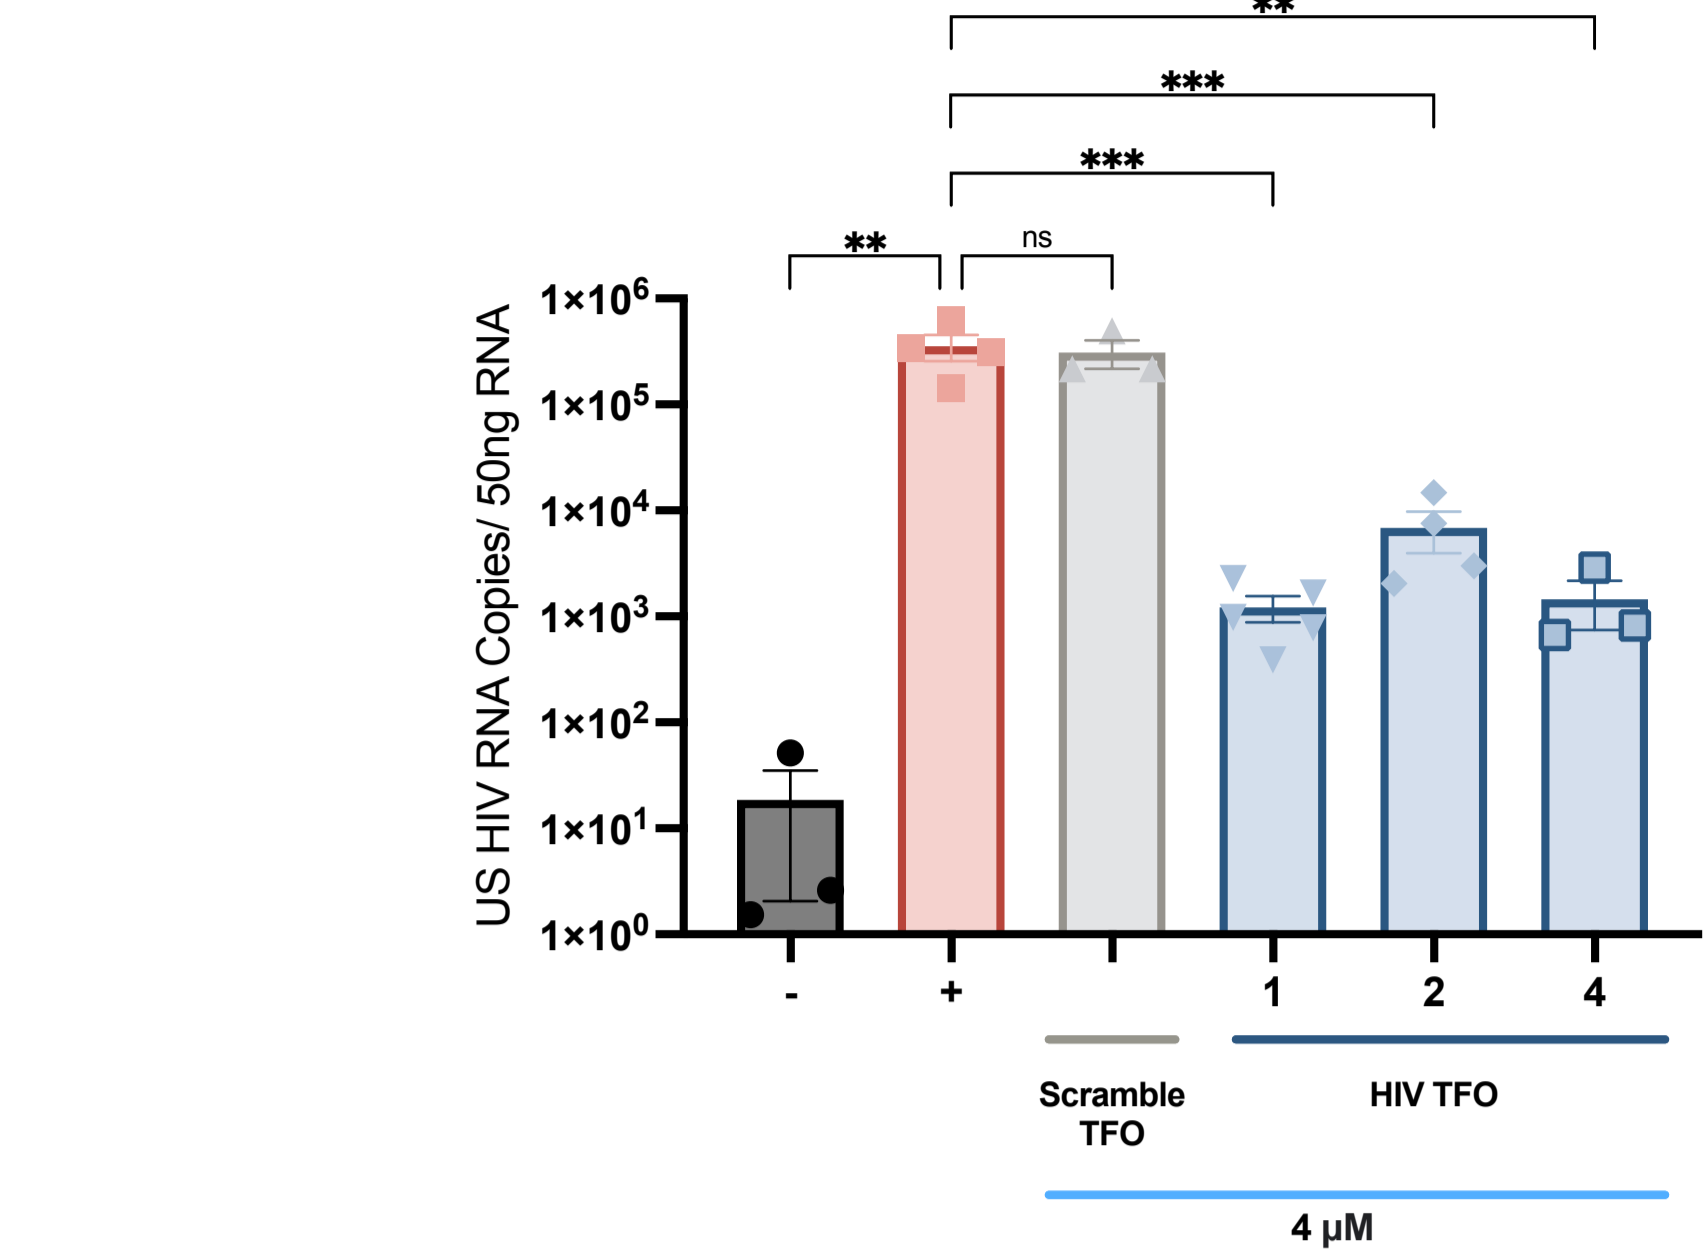 **
***
***
** ns
US HIV RNA Copies/ 50ng RNA
1×10⁶
1×10⁵
1×10⁴
1×10³
1×10²
1×10¹
1×10⁰
- + 1 2 4
Scramble
TFO
HIV TFO
4 µM